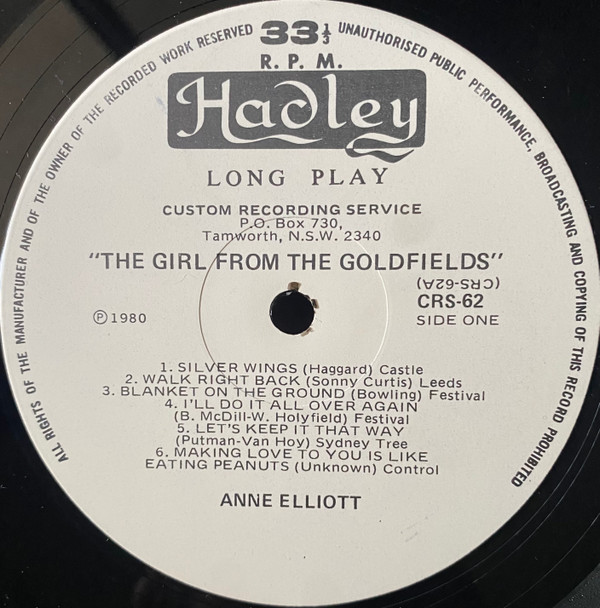 ALL RIGHTS OF THE MANUFACTURER AND OF THE OWNER OF THE RECORDED WORK RESERVED
33⅓
UNAUTHORISED PUBLIC PERFORMANCE, BROADCASTING AND COPYING OF THIS RECORD PROHIBITED
R. P. M.
Hadley
LONG PLAY
CUSTOM RECORDING SERVICE
P.O. Box 730,
Tamworth, N.S.W. 2340
"THE GIRL FROM THE GOLDFIELDS"
(CRS-62A)
CRS-62
Ⓟ1980
SIDE ONE
1. SILVER WINGS (Haggard) Castle
2. WALK RIGHT BACK (Sonny Curtis) Leeds
3. BLANKET ON THE GROUND (Bowling) Festival
4. I'LL DO IT ALL OVER AGAIN
(B. McDill-W. Holyfield) Festival
5. LET'S KEEP IT THAT WAY
(Putman-Van Hoy) Sydney Tree
6. MAKING LOVE TO YOU IS LIKE
EATING PEANUTS (Unknown) Control
ANNE ELLIOTT